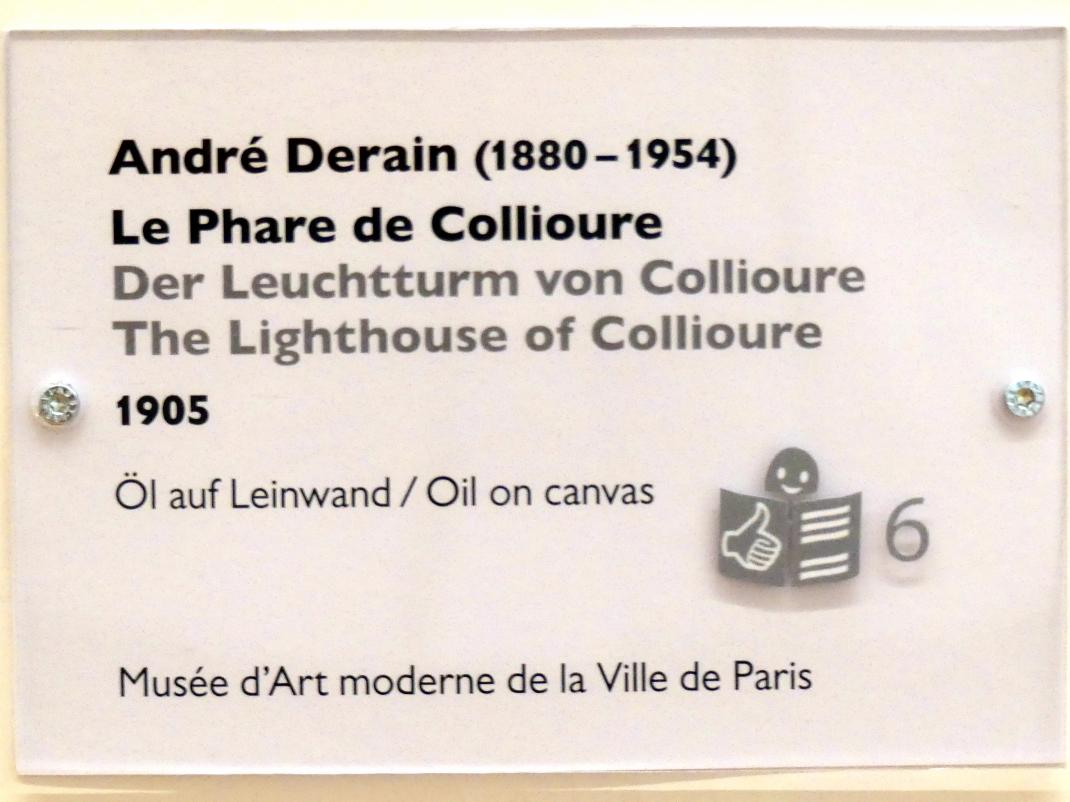 André Derain (1880–1954)
Le Phare de Collioure
Der Leuchtturm von Collioure
The Lighthouse of Collioure
1905
Öl auf Leinwand / Oil on canvas
6
Musée d'Art moderne de la Ville de Paris